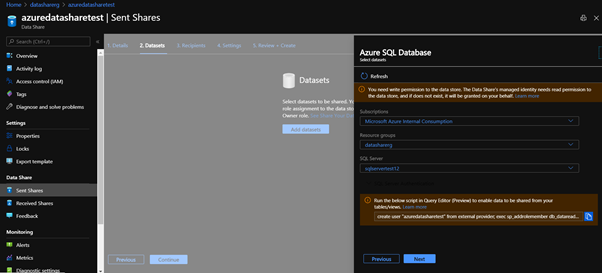 Home > datasharerg > azuredatasharetest
azuredatasharetest | Sent Shares
Data Share
Search (Ctrl+/)
Overview
Activity log
Access control (IAM)
Tags
Diagnose and solve problems
Settings
Properties
Locks
Export template
Data Share
Sent Shares
Received Shares
Feedback
Monitoring
Alerts
Metrics
Diagnostic settings
1. Details
2. Datasets
3. Recipients
4. Settings
5. Review + Create
Datasets
Select datasets to be shared. Yo
role assignment to the data stor
Owner role.
Add datasets
Previous
Continue
Azure SQL Database
Select datasets
Refresh
You need write permission to the data store. The Data Share's managed identity needs read permission to
the data store, and if it does not exist, it will be granted on your behalf. Learn more
Subscriptions
Microsoft Azure Internal Consumption
Resource groups
datasharerg
SQL Server
sqlservertest12
Run the below script in Query Editor (Preview) to enable data to be shared from your
tables/views. Learn more
create user "azuredatasharetest" from external provider; exec sp_addrolemember db_dataread...
Previous
Next